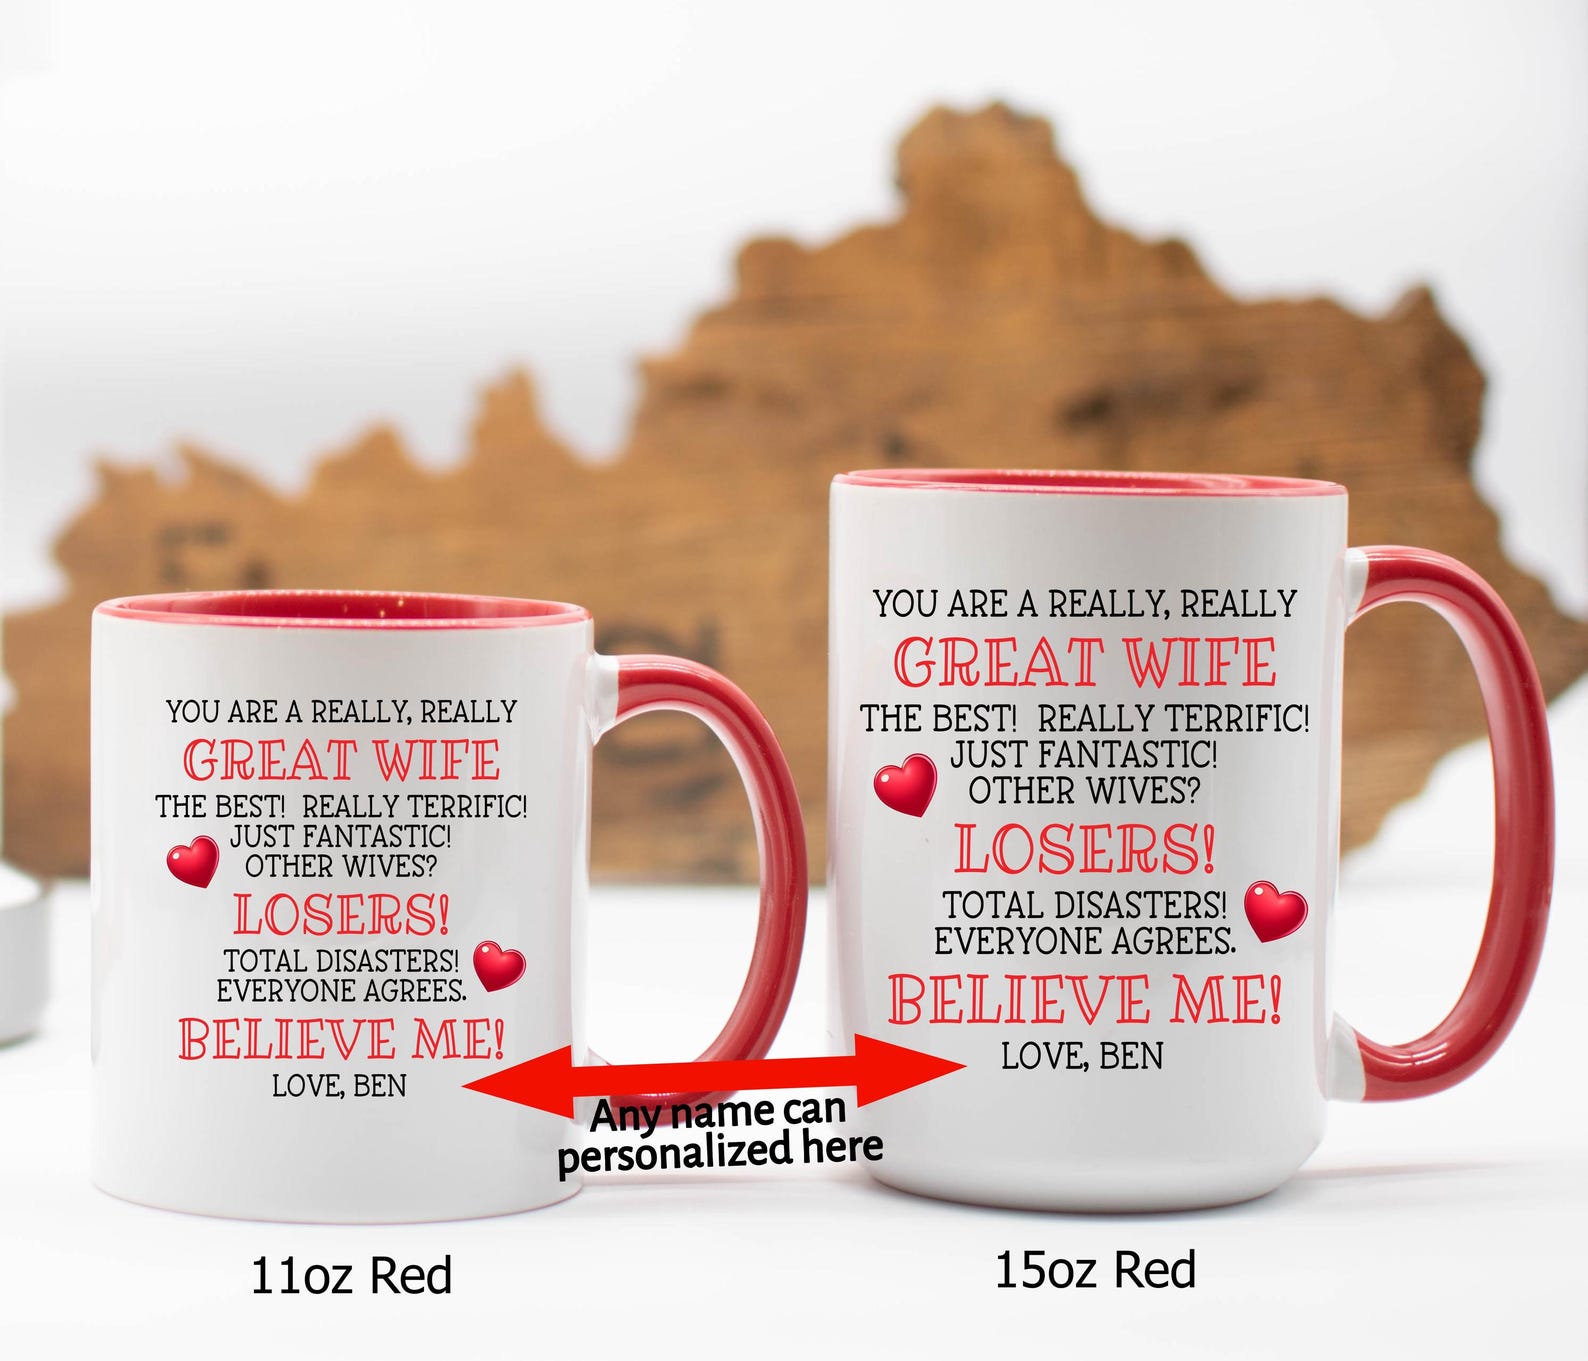 YOU ARE A REALLY, REALLY
GREAT WIFE
THE BEST! REALLY TERRIFIC!
JUST FANTASTIC!
OTHER WIVES?
LOSERS!
TOTAL DISASTERS!
EVERYONE AGREES.
BELIEVE ME!
LOVE, BEN
YOU ARE A REALLY, REALLY
GREAT WIFE
THE BEST! REALLY TERRIFIC!
JUST FANTASTIC!
OTHER WIVES?
LOSERS!
TOTAL DISASTERS!
EVERYONE AGREES.
BELIEVE ME!
LOVE, BEN
Any name can
personalized here
11oz Red
15oz Red